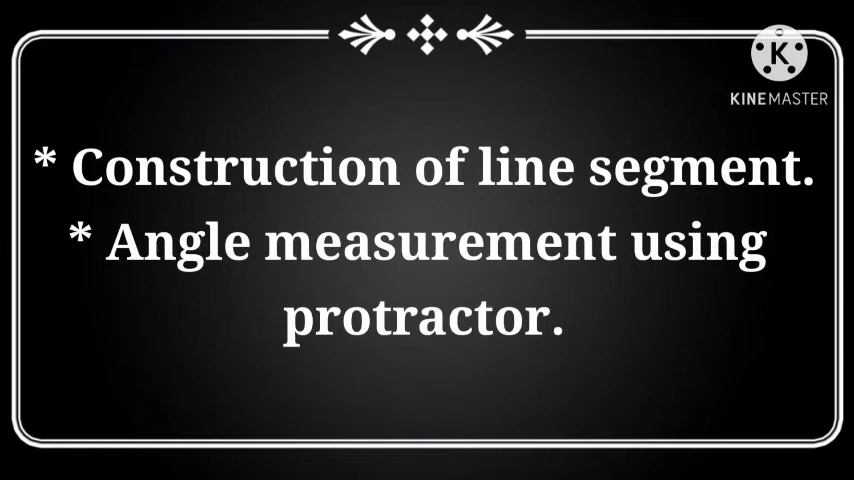 K
KINEMASTER
* Construction of line segment.
* Angle measurement using
protractor.